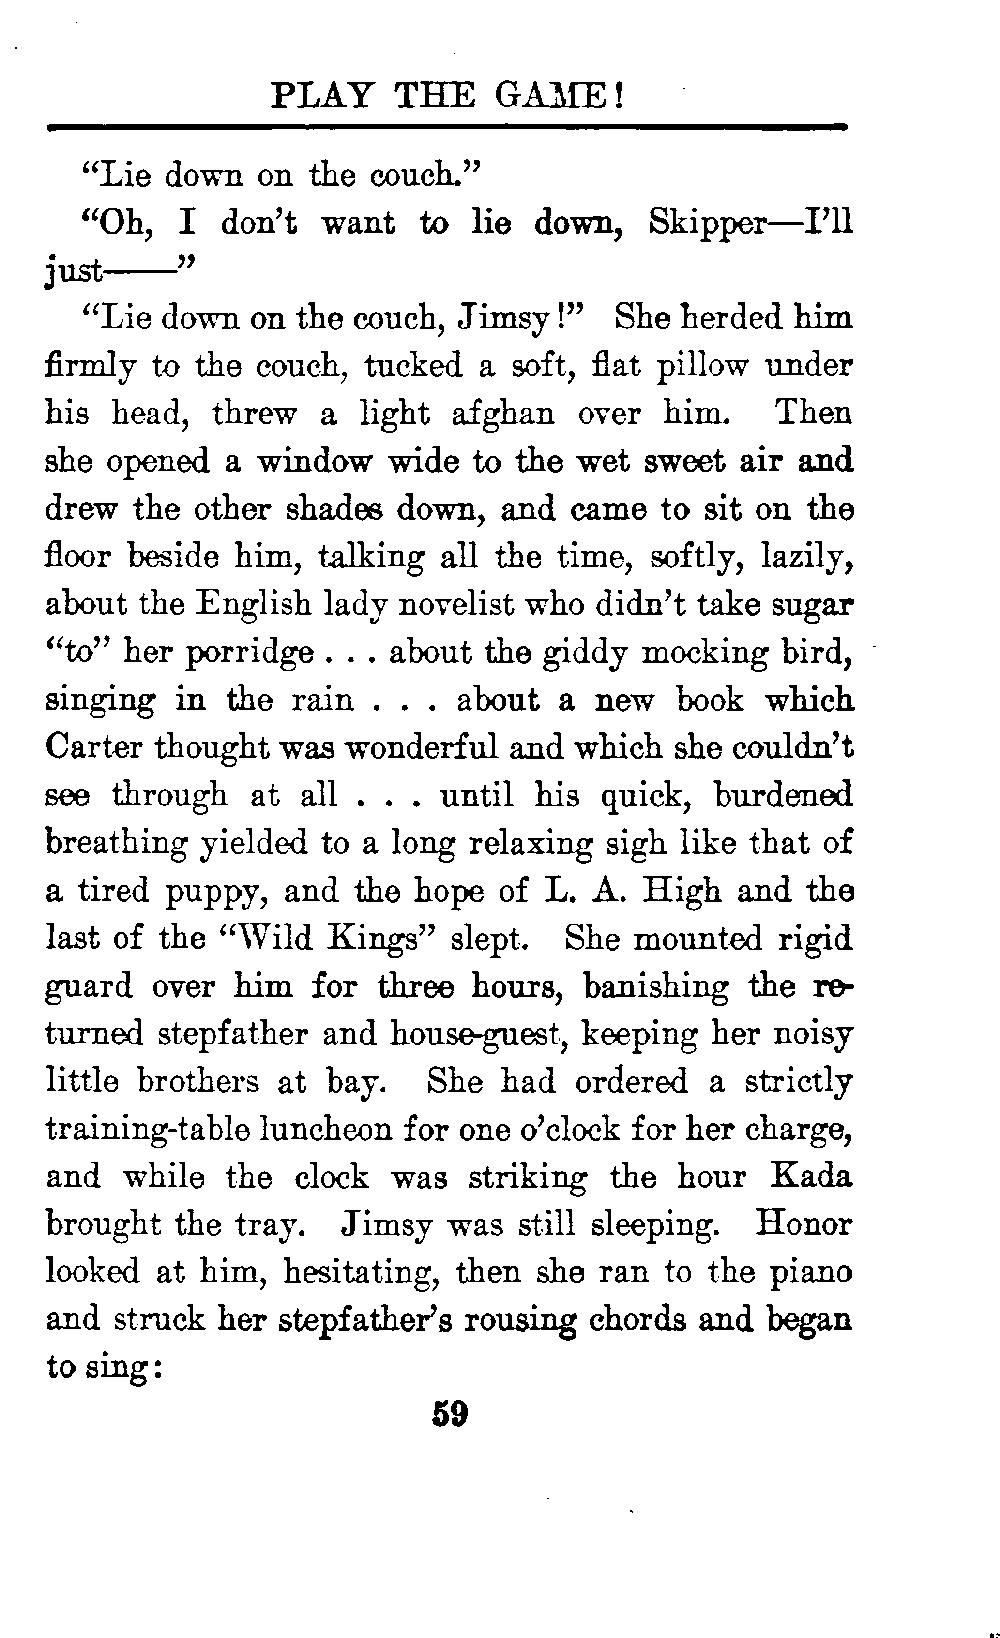 PLAY THE GAME!
“Lie down on the couch.”
“Oh, I don’t want to lie down, Skipper—I’ll
just——”
“Lie down on the couch, Jimsy!” She herded him
firmly to the couch, tucked a soft, flat pillow under
his head, threw a light afghan over him. Then
she opened a window wide to the wet sweet air and
drew the other shades down, and came to sit on the
floor beside him, talking all the time, softly, lazily,
about the English lady novelist who didn’t take sugar
“to” her porridge . . . about the giddy mocking bird,
singing in the rain . . . about a new book which
Carter thought was wonderful and which she couldn’t
see through at all . . . until his quick, burdened
breathing yielded to a long relaxing sigh like that of
a tired puppy, and the hope of L. A. High and the
last of the “Wild Kings” slept. She mounted rigid
guard over him for three hours, banishing the re-
turned stepfather and house-guest, keeping her noisy
little brothers at bay. She had ordered a strictly
training-table luncheon for one o’clock for her charge,
and while the clock was striking the hour Kada
brought the tray. Jimsy was still sleeping. Honor
looked at him, hesitating, then she ran to the piano
and struck her stepfather’s rousing chords and began
to sing:
59